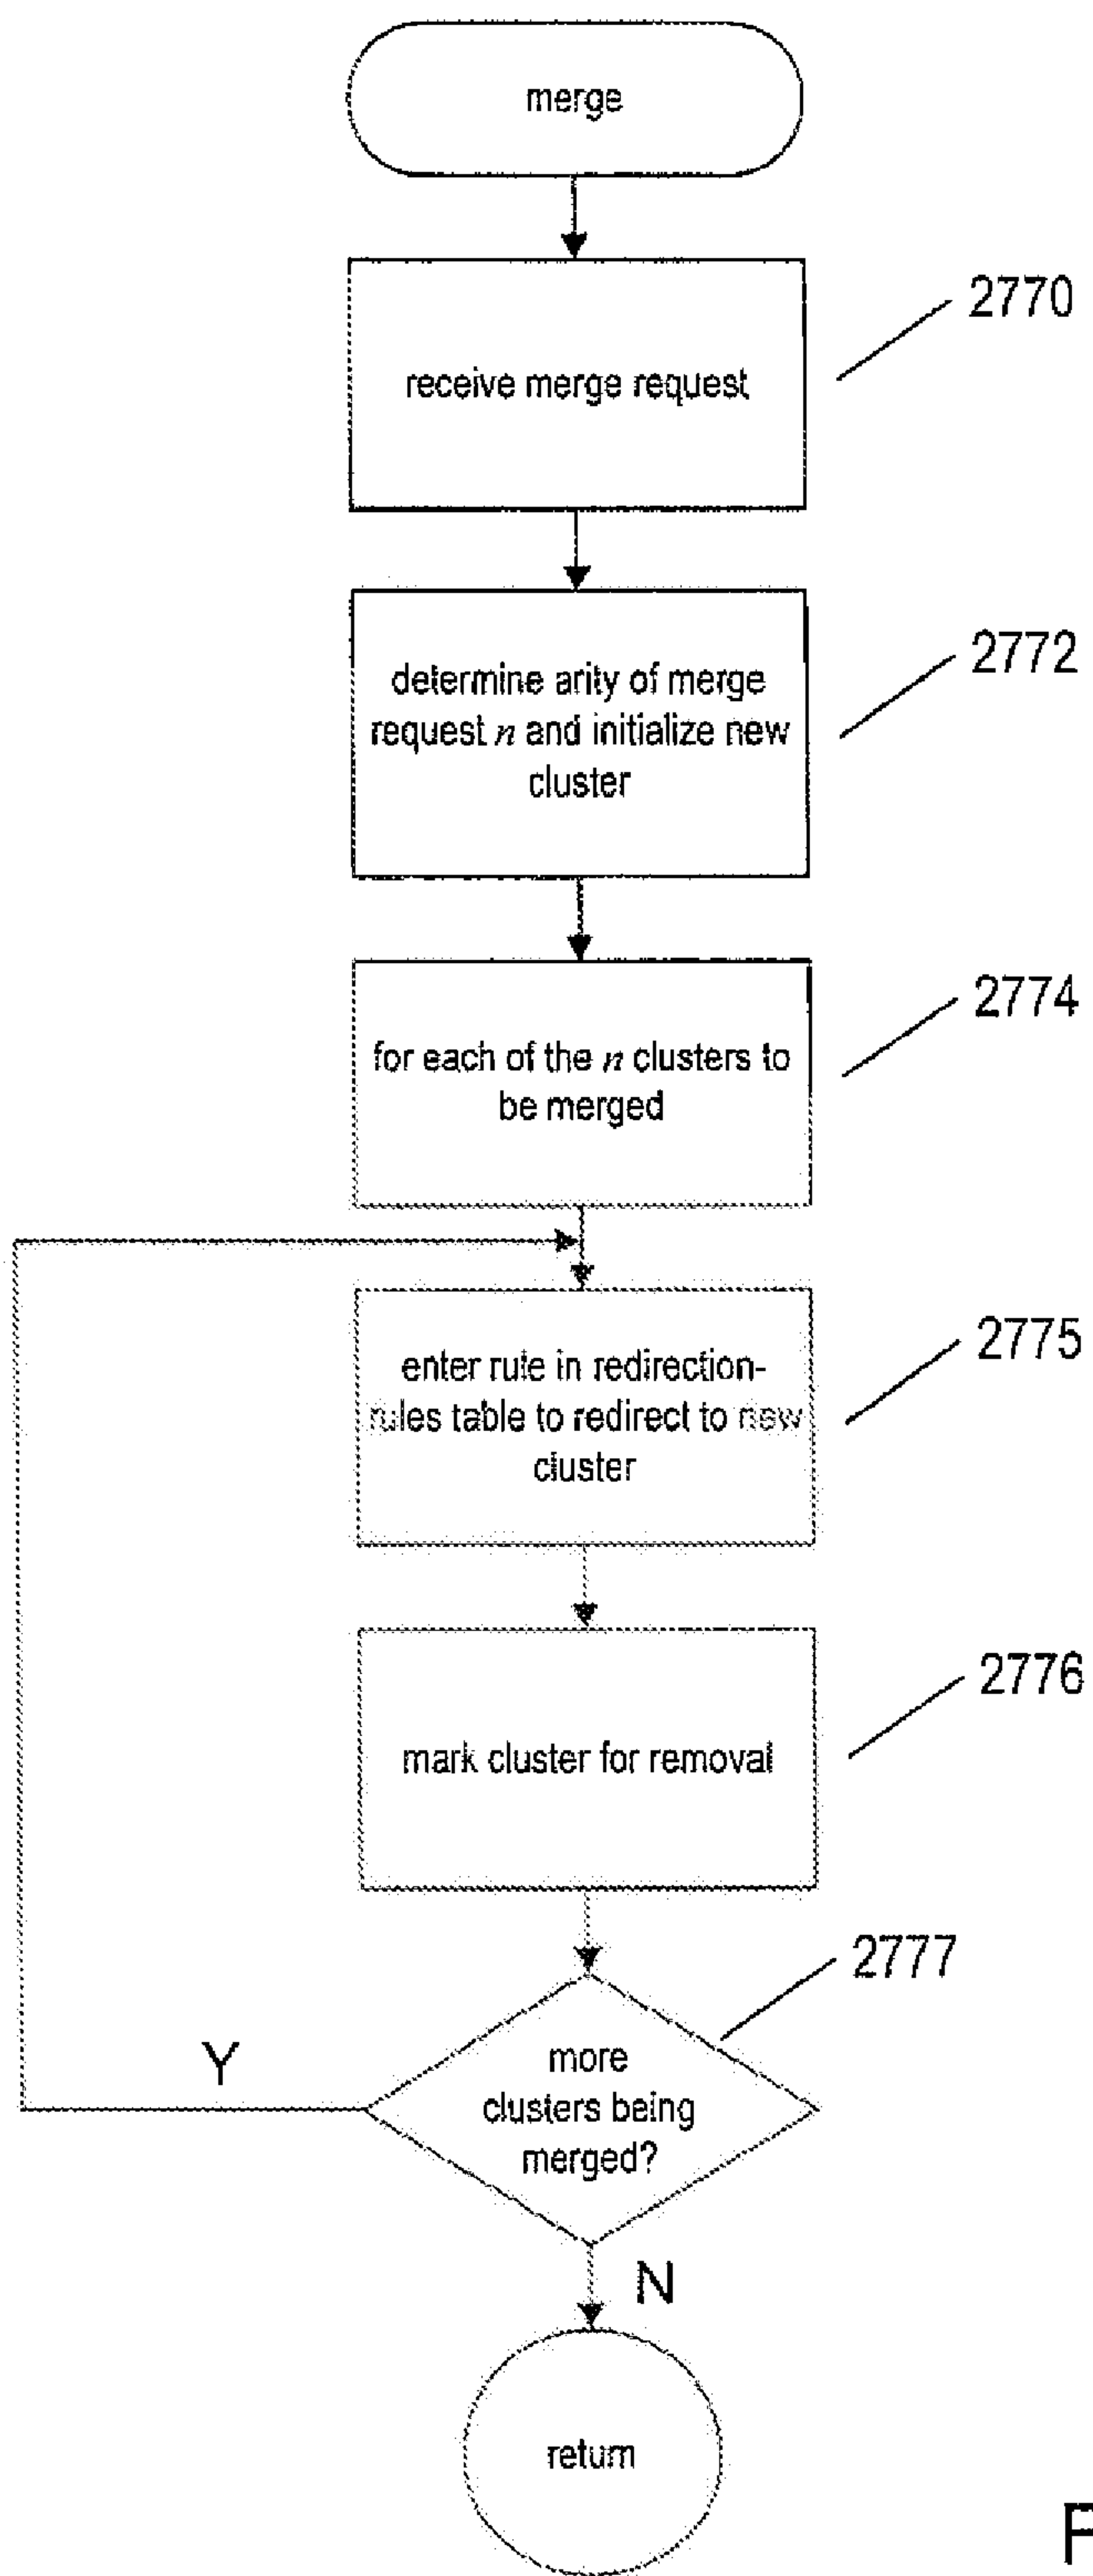 merge
receive merge request
2770
determine arity of merge
request n and initialize new
cluster
2772
for each of the n clusters to
be merged
2774
enter rule in redirection-
rules table to redirect to new
cluster
2775
mark cluster for removal
2776
more
clusters being
merged?
2777
Y
N
return
F